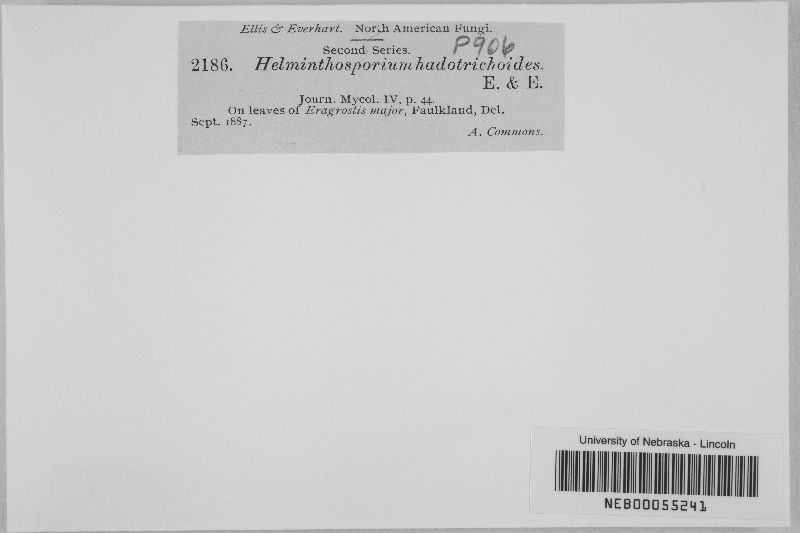 Ellis & Everhart. North American Fungi.
Second Series. P906
2186. Helminthosporium hadotrichoides.
E. & E.
Journ. Mycol. IV, p. 44.
On leaves of Eragrostis major, Faulkland, Del.
Sept. 1887.
A. Commons.
University of Nebraska - Lincoln
NEB00055241